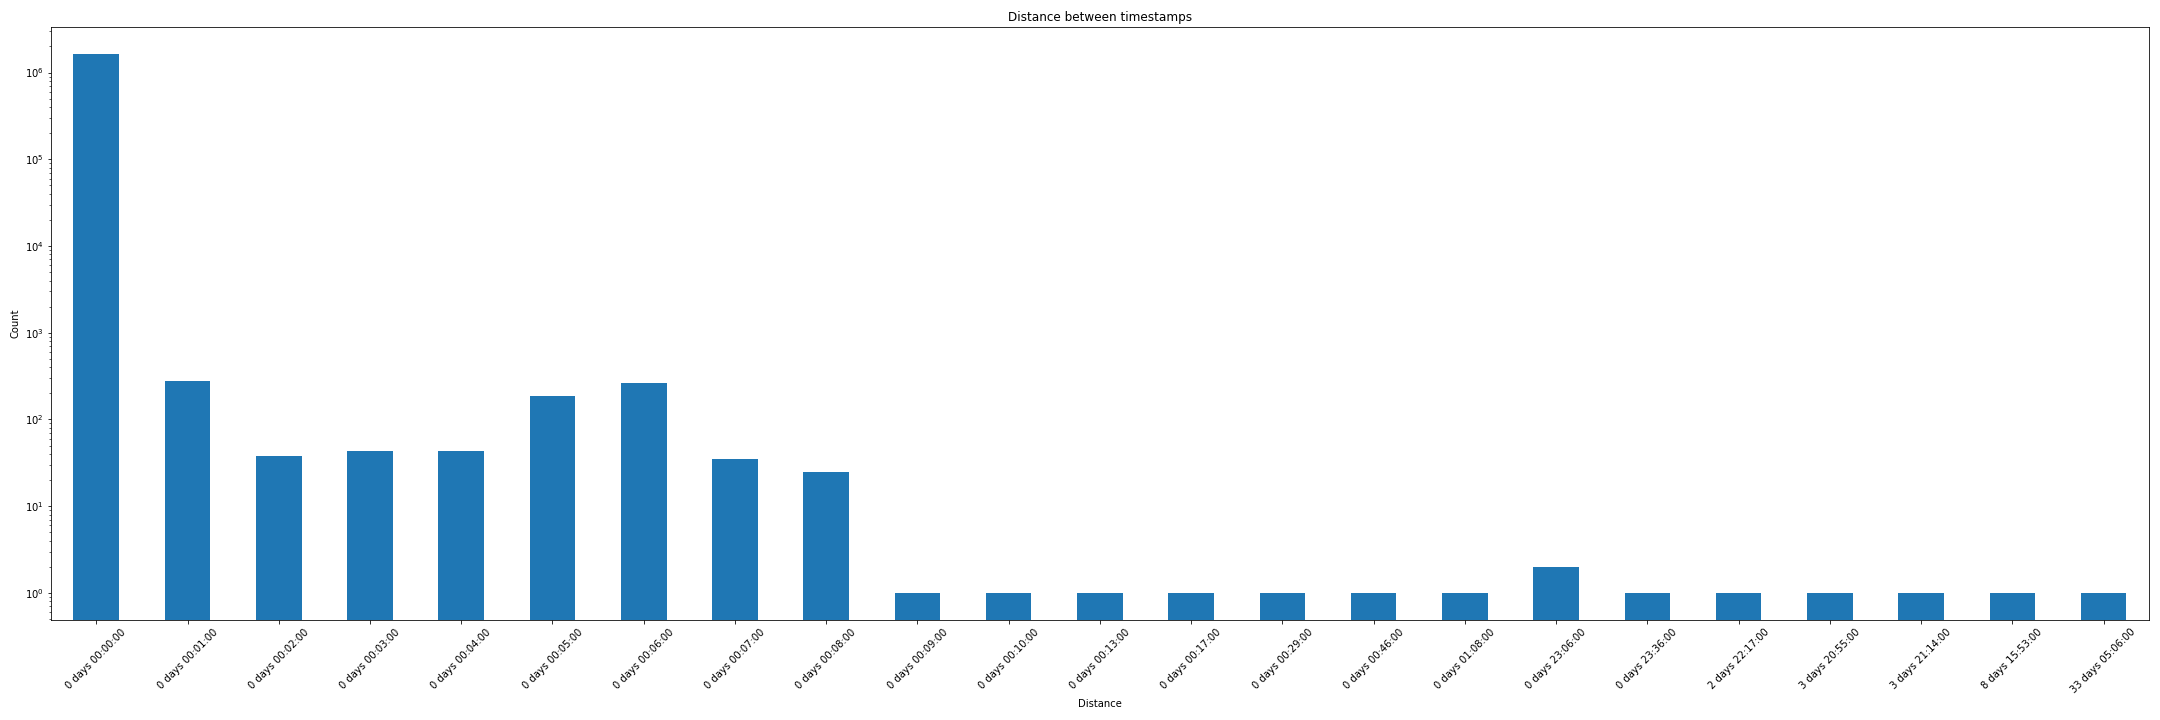 Distance between timestamps
Count
10⁶
10⁵
10⁴
10³
10²
10¹
10⁰
0 days 00:00:00
0 days 00:01:00
0 days 00:02:00
0 days 00:03:00
0 days 00:04:00
0 days 00:05:00
0 days 00:06:00
0 days 00:07:00
0 days 00:08:00
0 days 00:09:00
0 days 00:10:00
0 days 00:13:00
0 days 00:17:00
0 days 00:29:00
0 days 00:46:00
0 days 01:08:00
0 days 23:06:00
0 days 23:36:00
2 days 22:17:00
3 days 20:55:00
3 days 21:14:00
8 days 15:53:00
33 days 05:06:00
Distance